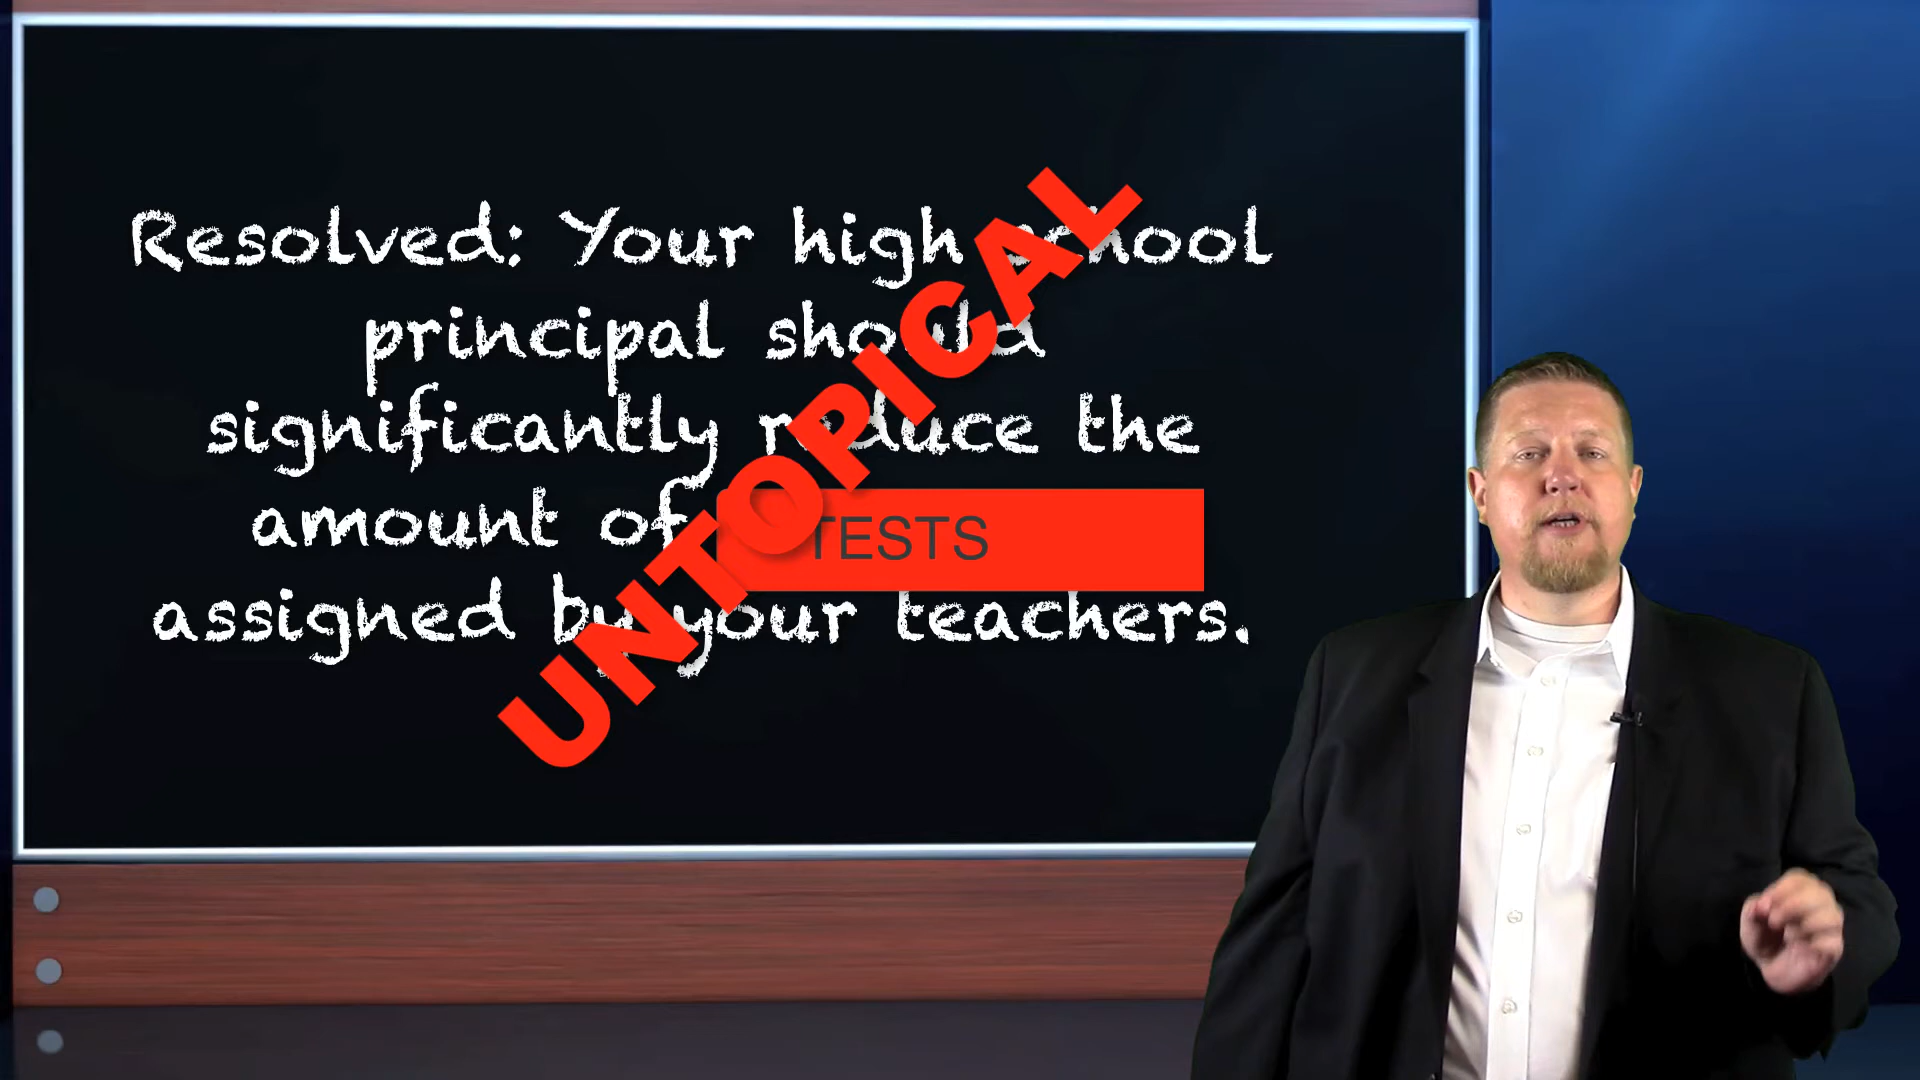 Resolved: Your high school
principal should
significantly reduce the
amount of TESTS
assigned by your teachers.
UNTOPICAL